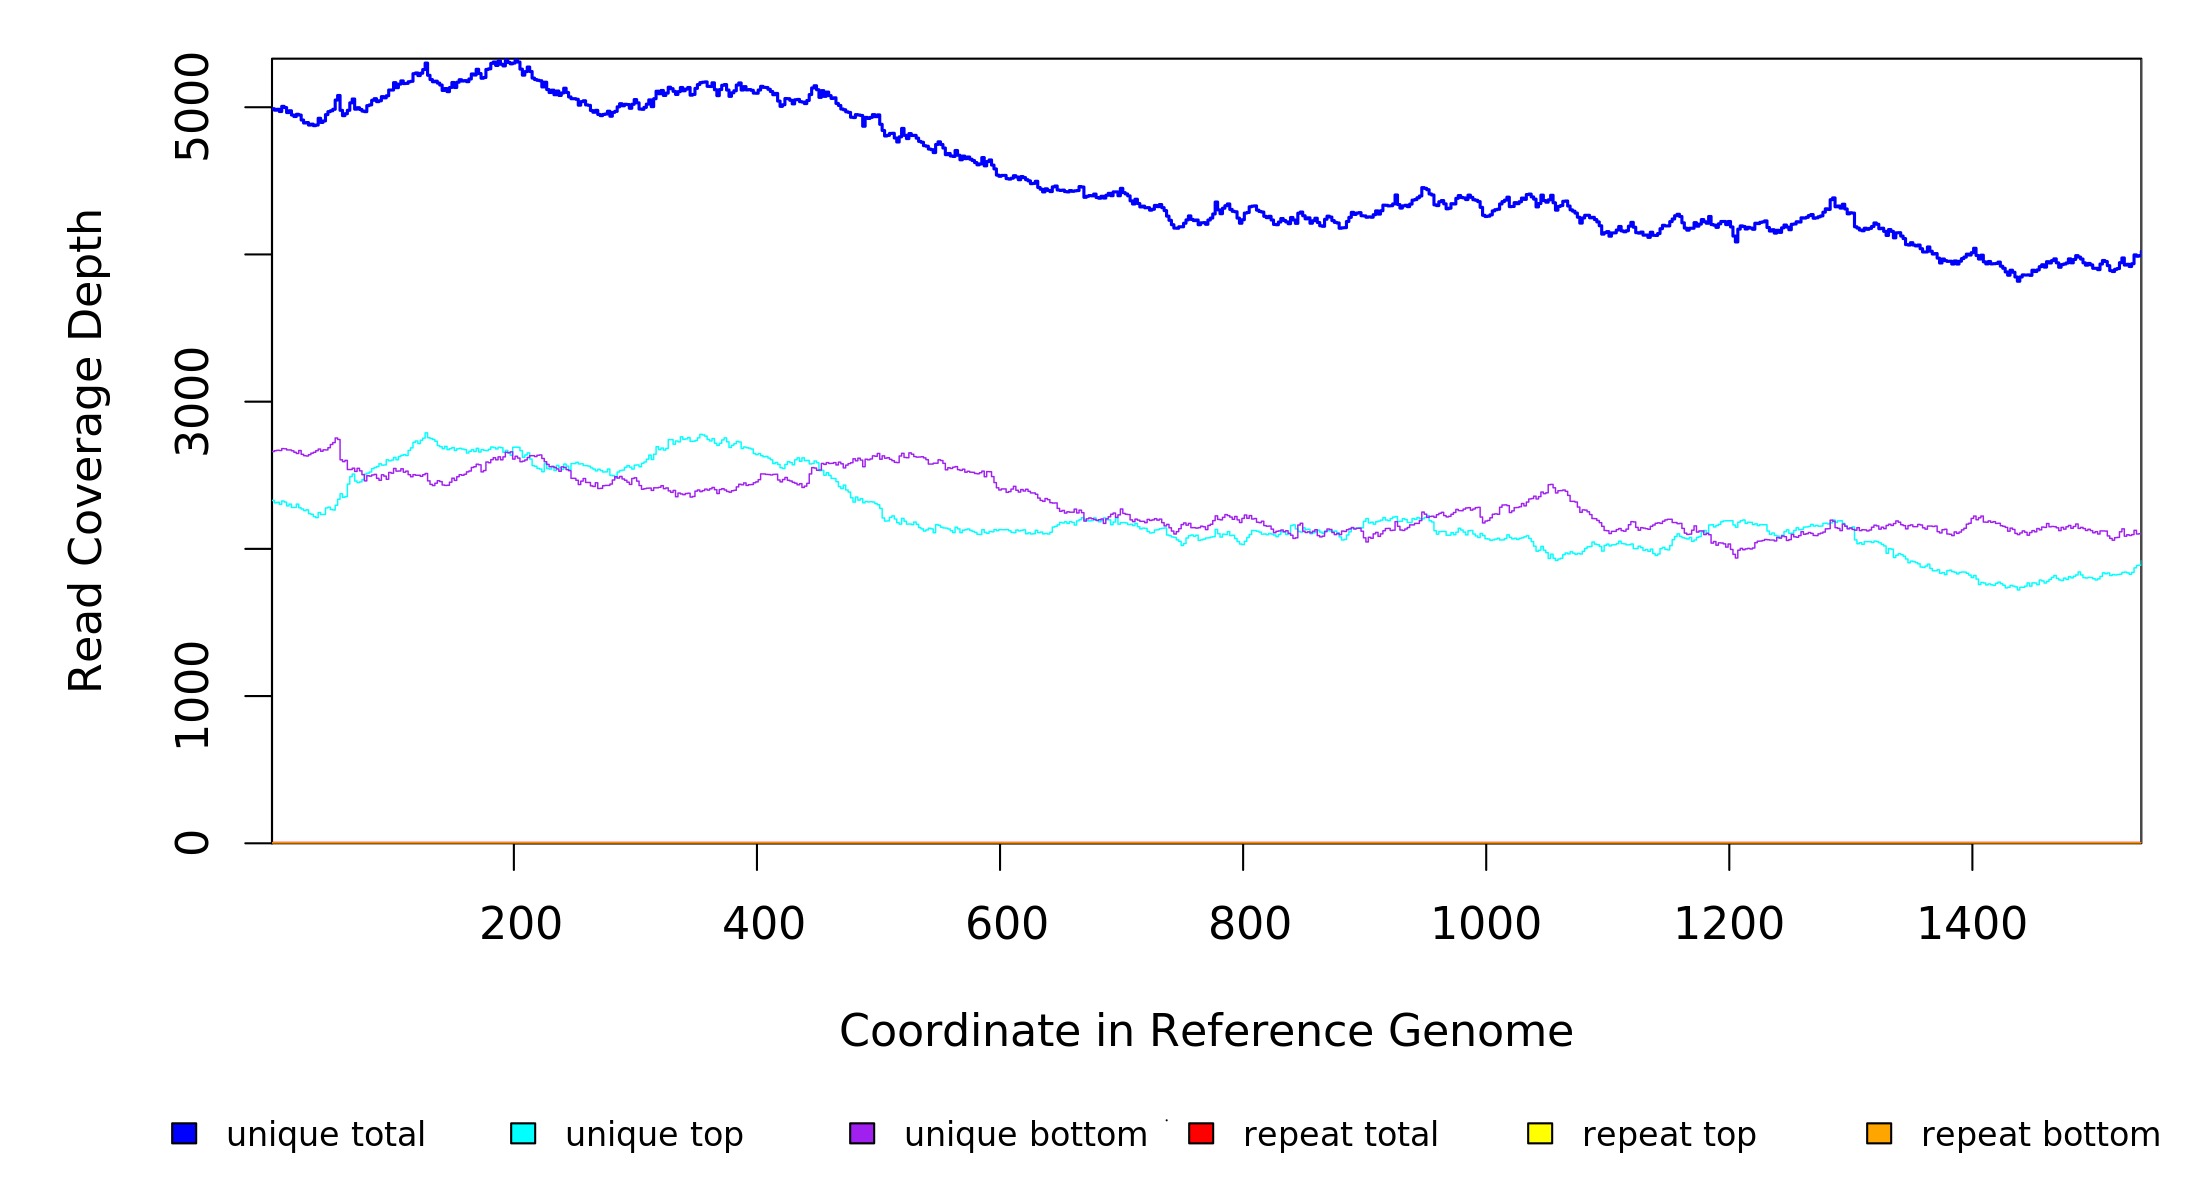 Read Coverage Depth
5000
3000
1000
0
200 400 600 800 1000 1200 1400
Coordinate in Reference Genome
unique total unique top unique bottom repeat total repeat top repeat bottom